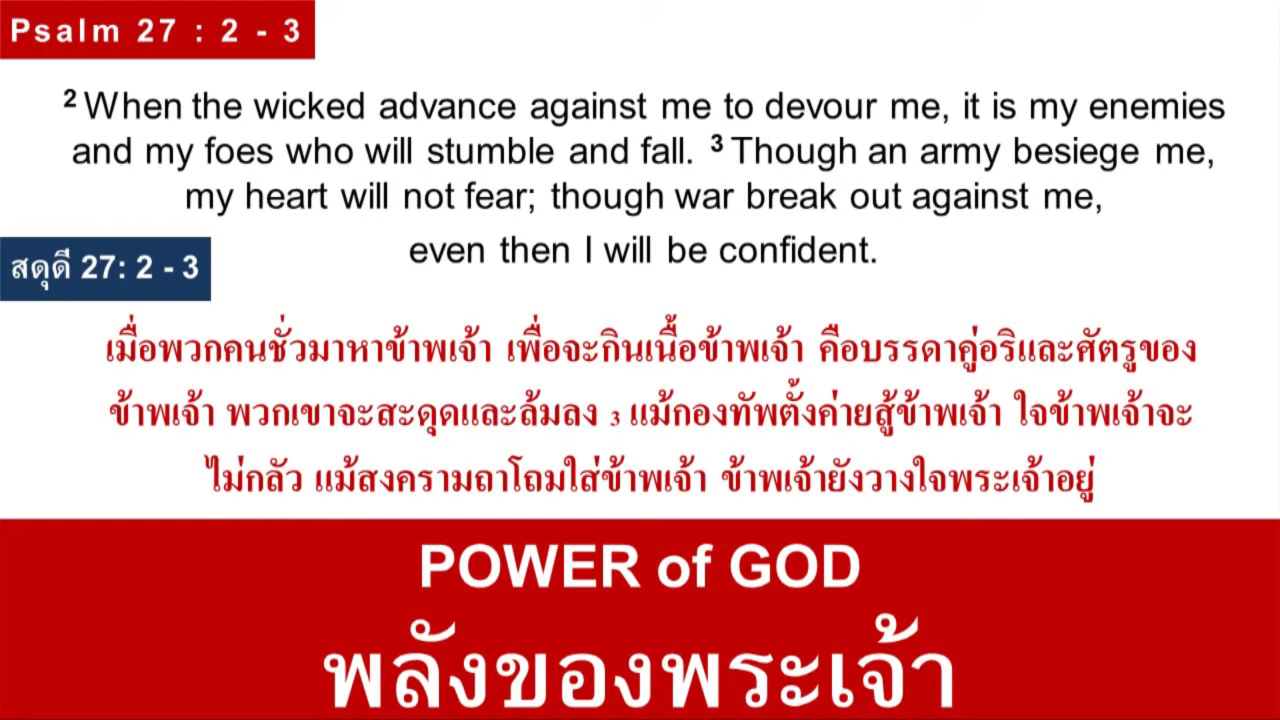 Psalm 27 : 2 - 3
2 When the wicked advance against me to devour me, it is my enemies
and my foes who will stumble and fall. 3 Though an army besiege me,
my heart will not fear; though war break out against me,
even then I will be confident.
สดุดี 27: 2 - 3
เมื่อพวกคนชั่วมาหาข้าพเจ้า เพื่อจะกินเนื้อข้าพเจ้า คือบรรดาคู่อริและศัตรูของ
ข้าพเจ้า พวกเขาจะสะดุดและล้มลง 3 แม้กองทัพตั้งค่ายสู้ข้าพเจ้า ใจข้าพเจ้าจะ
ไม่กลัว แม้สงครามถาโถมใส่ข้าพเจ้า ข้าพเจ้ายังวางใจพระเจ้าอยู่
POWER of GOD
พลังของพระเจ้า